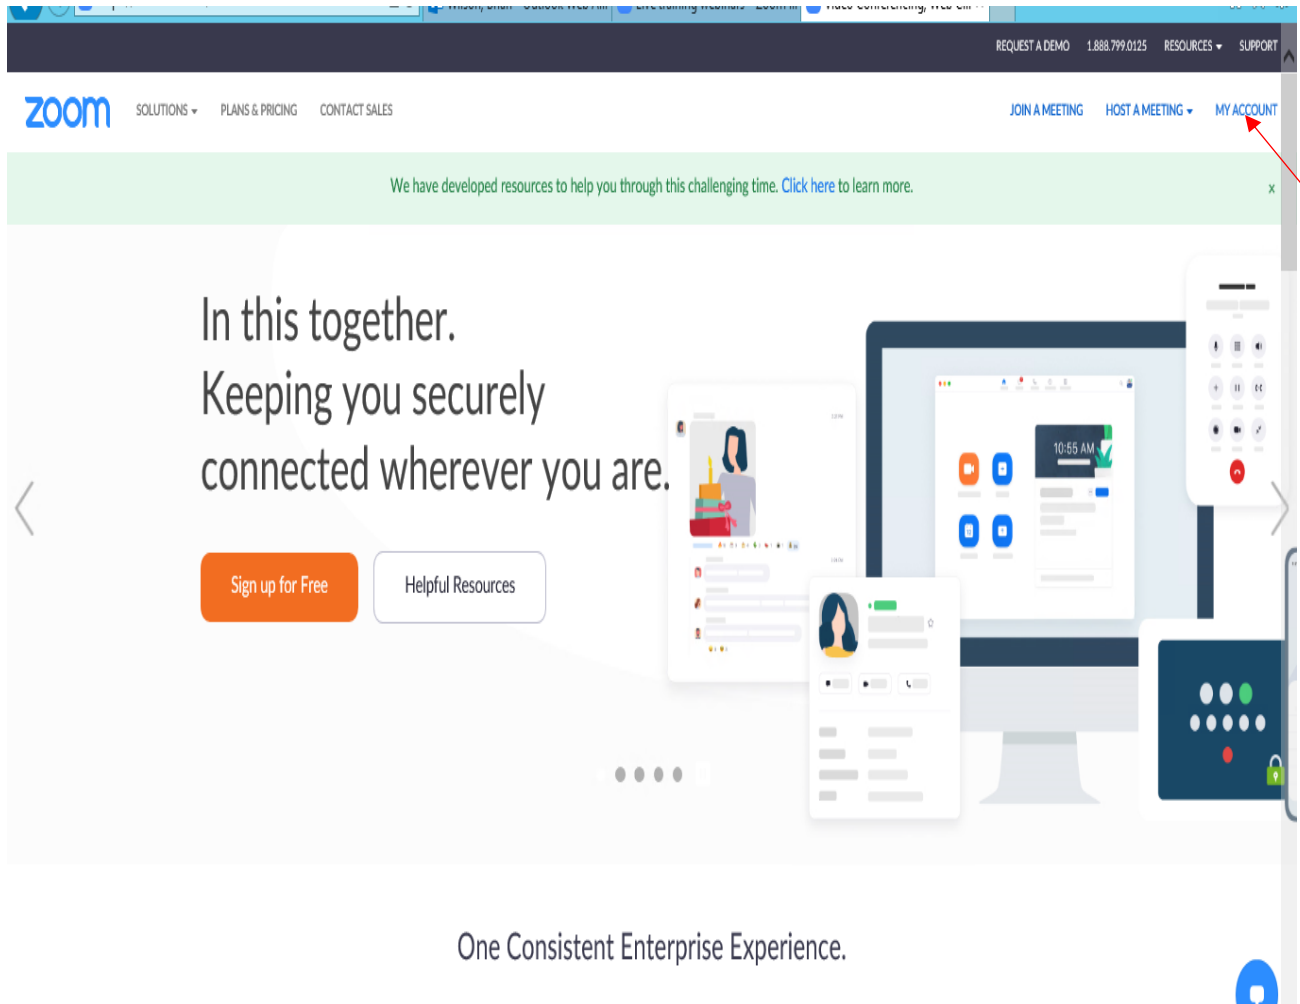 REQUEST A DEMO 1.888.799.0125 RESOURCES SUPPORT
zoom SOLUTIONS PLANS & PRICING CONTACT SALES JOIN A MEETING HOST A MEETING MY ACCOUNT
We have developed resources to help you through this challenging time. Click here to learn more. x
In this together.
Keeping you securely
connected wherever you are.
10:55 AM
Sign up for Free Helpful Resources
One Consistent Enterprise Experience.